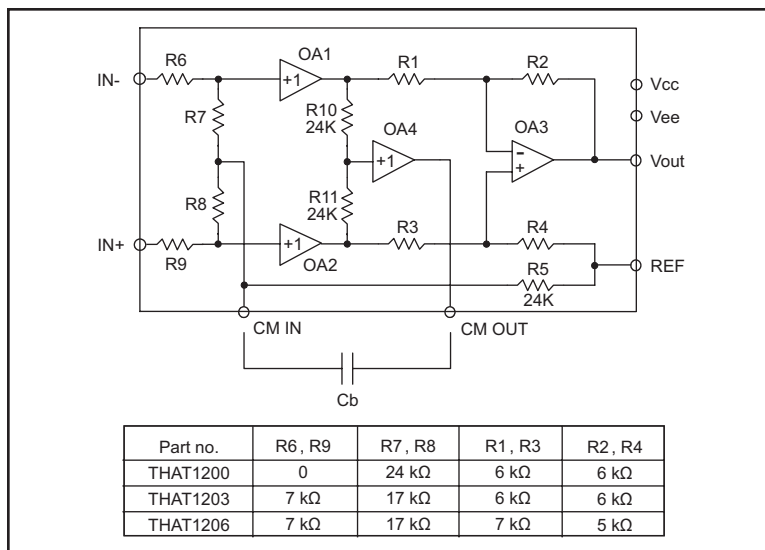 OA1
R1
R2
R6
IN-
+1
R7
R10
24K
OA4
OA3
Vcc
Vee
-
+
+1
Vout
R8
R11
24K
R3
R4
IN+
R9
+1
OA2
R5
24K
REF
CM IN
CM OUT
Cb
Part no. R6 , R9 R7 , R8 R1 , R3 R2 , R4
THAT1200 0 24 kΩ 6 kΩ 6 kΩ
THAT1203 7 kΩ 17 kΩ 6 kΩ 6 kΩ
THAT1206 7 kΩ 17 kΩ 7 kΩ 5 kΩ